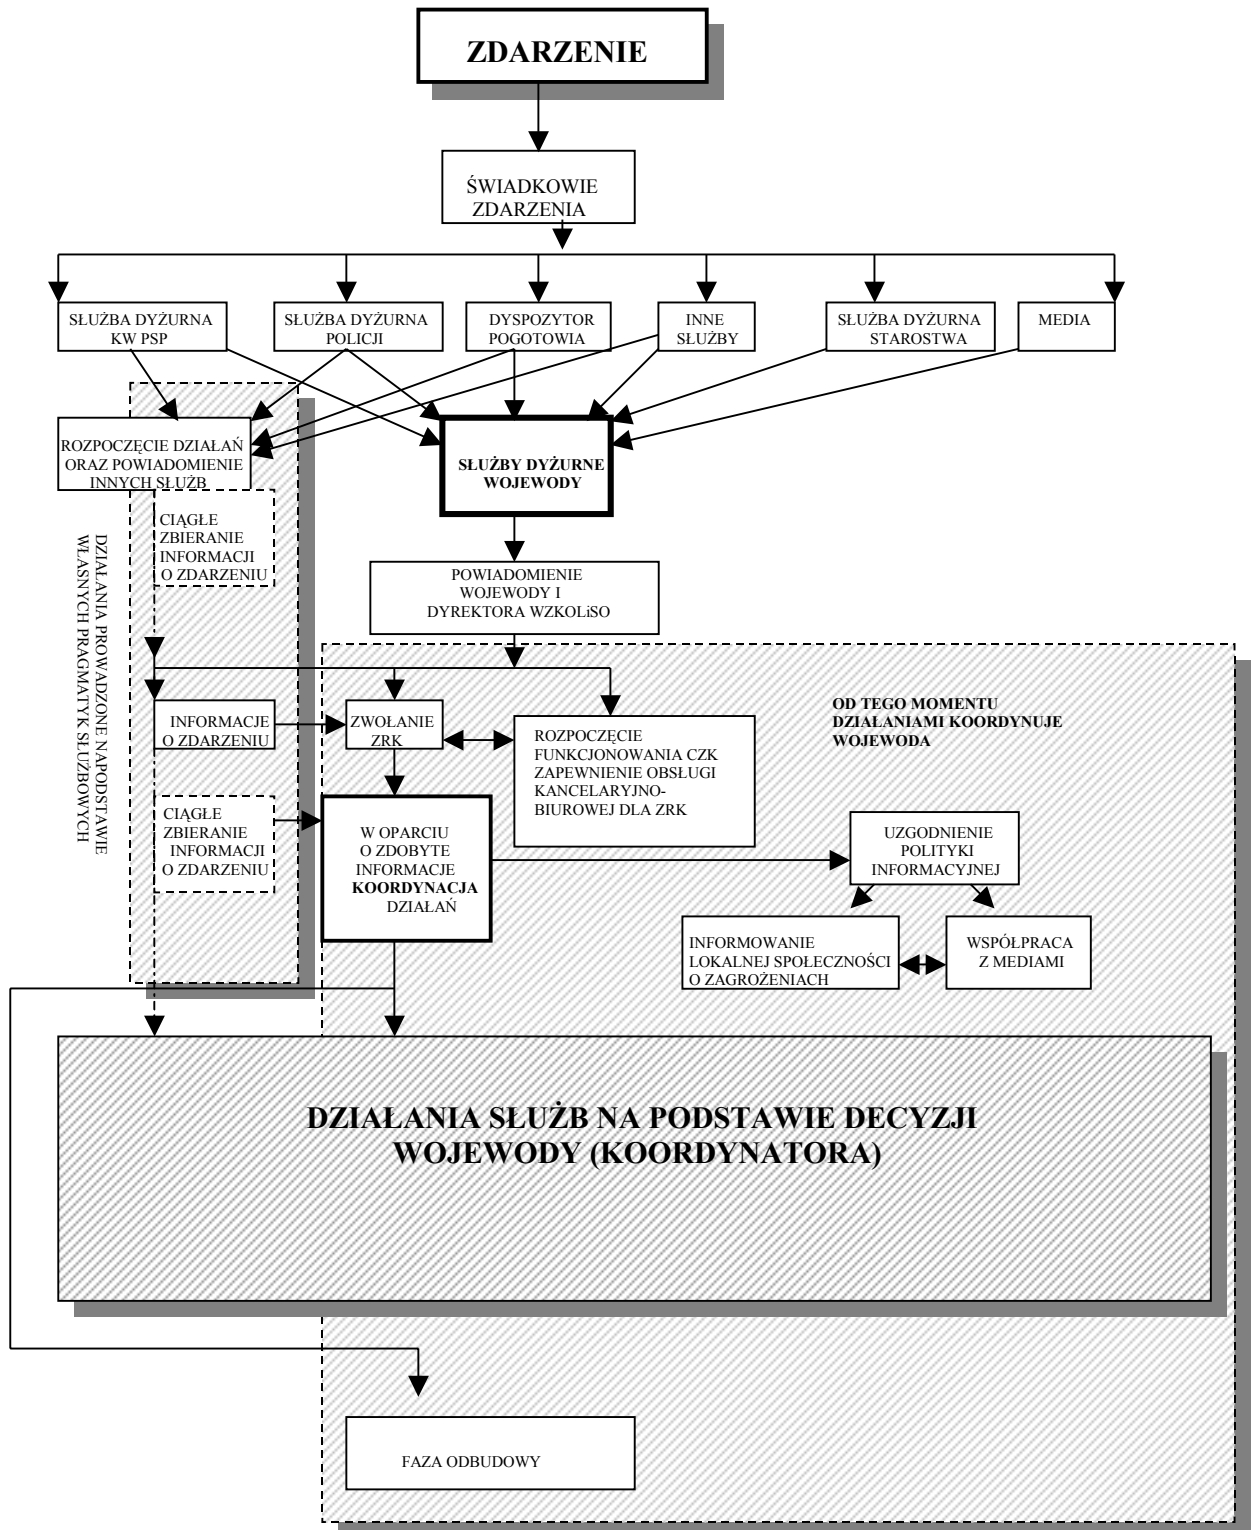 ZDARZENIE
ŚWIADKOWIE
ZDARZENIA
SŁUŻBA DYŻURNA
KW PSP
SŁUŻBA DYŻURNA
POLICJI
DYSPOZYTOR
POGOTOWIA
INNE
SŁUŻBY
SŁUŻBA DYŻURNA
STAROSTWA
MEDIA
ROZPOCZĘCIE DZIAŁAŃ
ORAZ POWIADOMIENIE
INNYCH SŁUŻB
SŁUŻBY DYŻURNE
WOJEWODY
CIĄGŁE
ZBIERANIE
INFORMACJI
O ZDARZENIU
DZIAŁANIA PROWADZONE NAPODSTAWIE
WŁASNYCH PRAGMATYK SŁUŻBOWYCH
POWIADOMIENIE
WOJEWODY I
DYREKTORA WZKOLiSO
INFORMACJE
O ZDARZENIU
ZWOŁANIE
ZRK
ROZPOCZĘCIE
FUNKCJONOWANIA CZK
ZAPEWNIENIE OBSŁUGI
KANCELARYJNO-
BIUROWEJ DLA ZRK
OD TEGO MOMENTU
DZIAŁANIAMI KOORDYNUJE
WOJEWODA
CIĄGŁE
ZBIERANIE
INFORMACJI
O ZDARZENIU
W OPARCIU
O ZDOBYTE
INFORMACJE
KOORDYNACJA
DZIAŁAŃ
UZGODNIENIE
POLITYKI
INFORMACYJNEJ
INFORMOWANIE
LOKALNEJ SPOŁECZNOŚCI
O ZAGROŻENIACH
WSPÓŁPRACA
Z MEDIAMI
DZIAŁANIA SŁUŻB NA PODSTAWIE DECYZJI
WOJEWODY (KOORDYNATORA)
FAZA ODBUDOWY